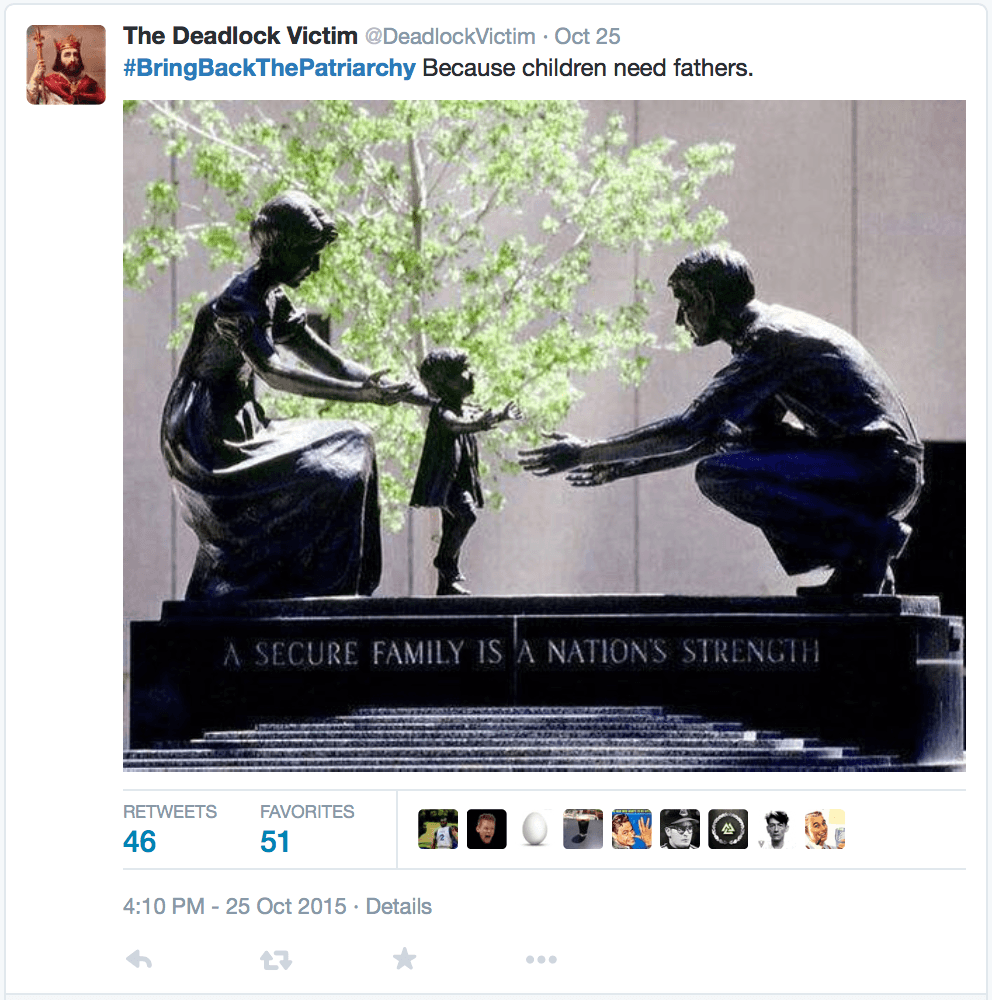 The Deadlock Victim @DeadlockVictim · Oct 25
#BringBackThePatriarchy Because children need fathers.
A SECURE FAMILY IS A NATION'S STRENGTH
RETWEETS FAVORITES
46 51
4:10 PM - 25 Oct 2015 · Details